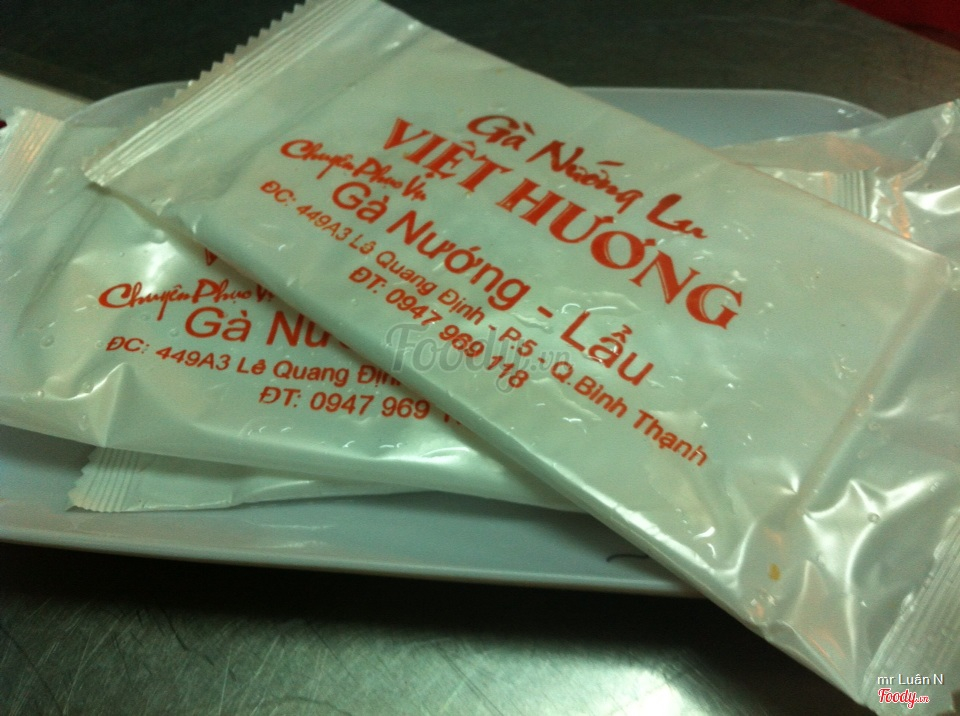 Gà Nướng Lu
VIỆT HƯƠNG
Chuyên Phục Vụ
Gà Nướng - Lẩu
ĐC: 449A3 Lê Quang Định - P.5 - Q.Bình Thạnh
ĐT: 0947 969 118
Chuyên Phục Vụ
Gà Nư
ĐC: 449A3 Lê Quang Định
ĐT: 0947 969
Foody.vn
mr Luân N
Foody.vn